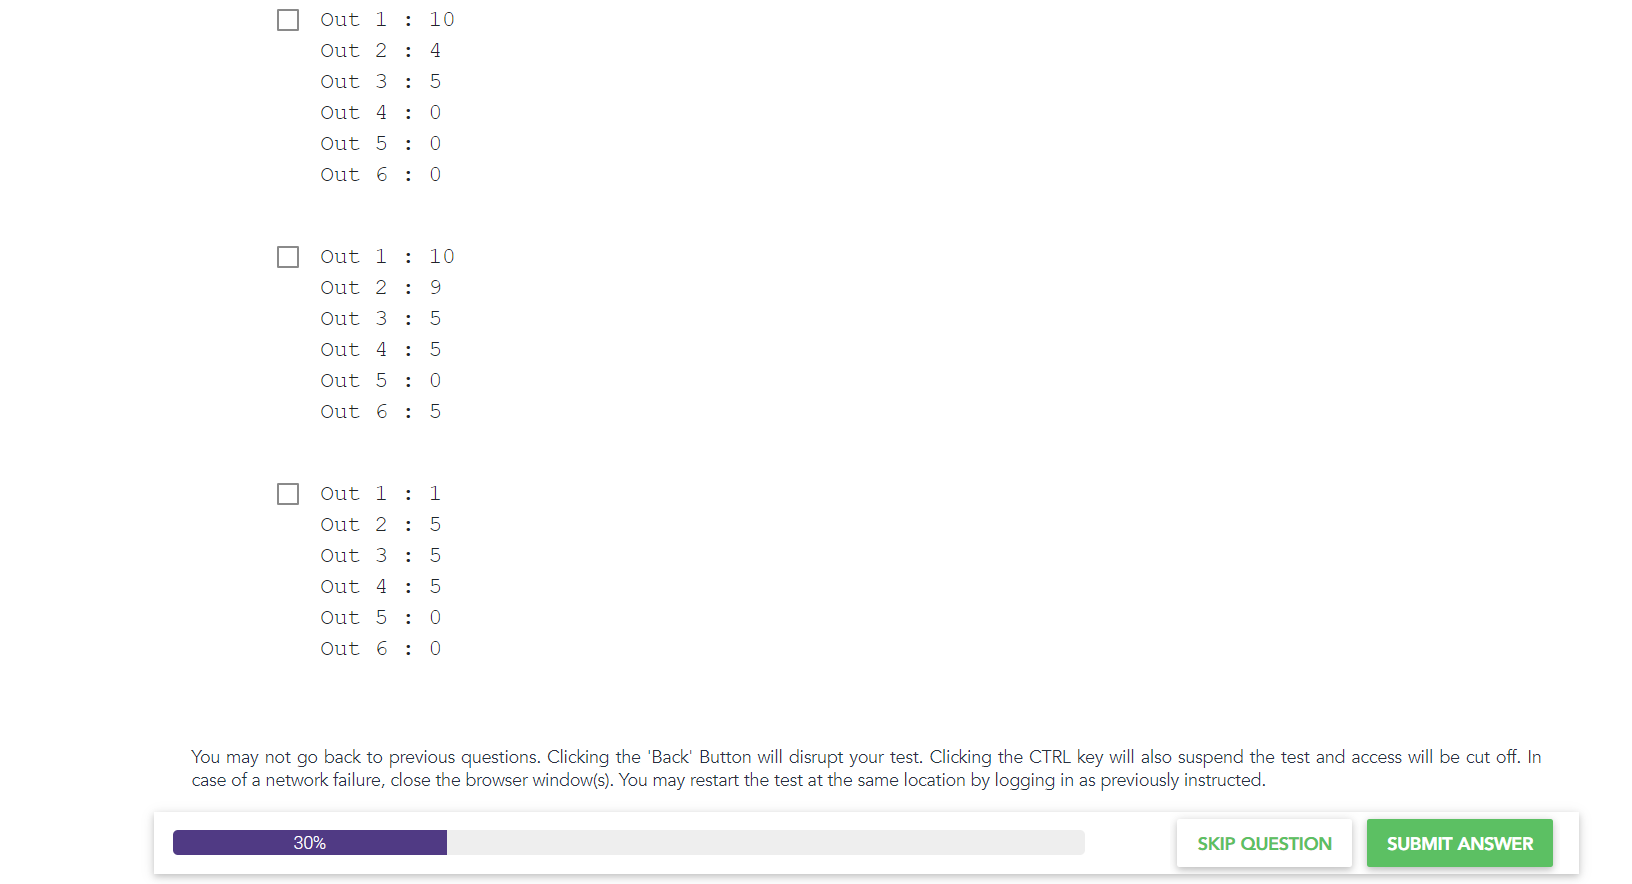 Out 1 : 10
Out 2 : 4
Out 3 : 5
Out 4 : 0
Out 5 : 0
Out 6 : 0
Out 1 : 10
Out 2 : 9
Out 3 : 5
Out 4 : 5
Out 5 : 0
Out 6 : 5
Out 1 : 1
Out 2 : 5
Out 3 : 5
Out 4 : 5
Out 5 : 0
Out 6 : 0
You may not go back to previous questions. Clicking the 'Back' Button will disrupt your test. Clicking the CTRL key will also suspend the test and access will be cut off. In
case of a network failure, close the browser window(s). You may restart the test at the same location by logging in as previously instructed.
30%
SKIP QUESTION
SUBMIT ANSWER